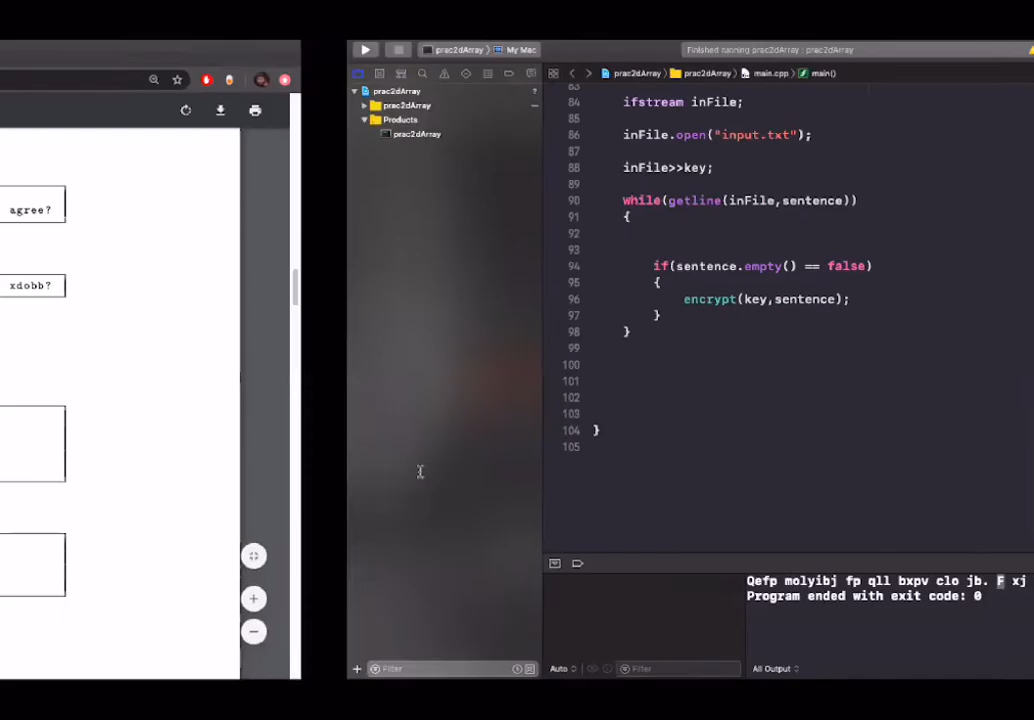 agree?
xdobb?
prac2dArray
My Mac
Finished running prac2dArray : prac2dArray
prac2dArray
prac2dArray
Products
prac2dArray
prac2dArray
prac2dArray
main.cpp
main()
83
84 ifstream inFile;
85
86 inFile.open("input.txt");
87
88 inFile>>key;
89
90 while(getline(inFile,sentence))
91 {
92
93
94 if(sentence.empty() == false)
95 {
96 encrypt(key,sentence);
97 }
98 }
99
100
101
102
103
104 }
105
Qefp molyibj fp qll bxpv clo jb. F xj
Program ended with exit code: 0
Filter
Auto
Filter
All Output